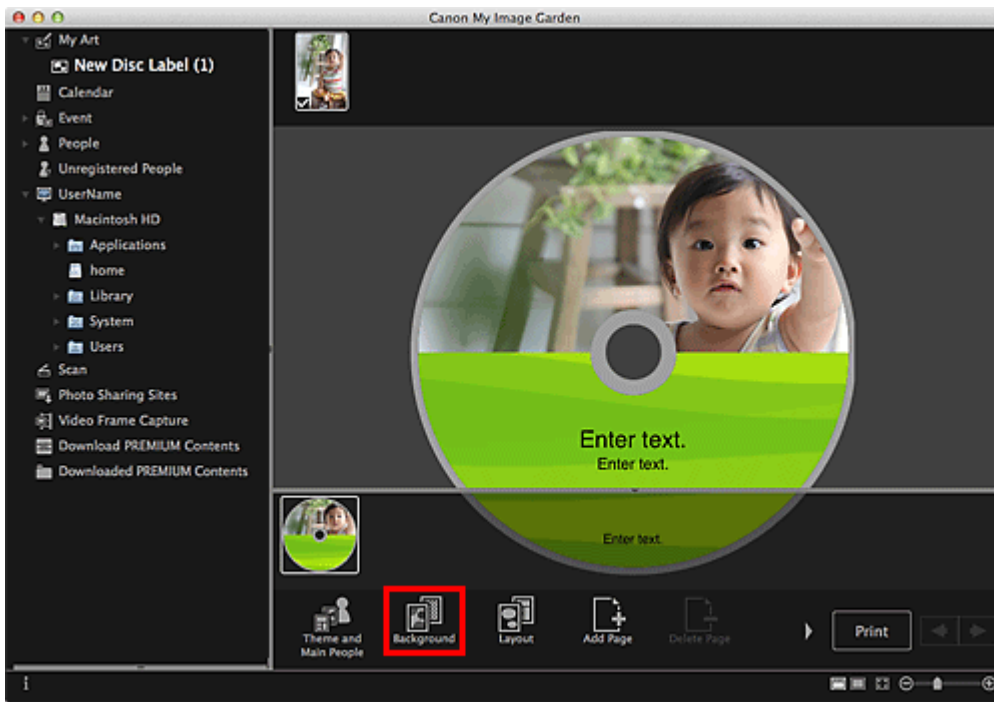 Canon My Image Garden
My Art
New Disc Label (1)
Calendar
Event
People
Unregistered People
UserName
Macintosh HD
Applications
home
Library
System
Users
Scan
Photo Sharing Sites
Video Frame Capture
Download PREMIUM Contents
Downloaded PREMIUM Contents
Enter text.
Enter text.
Enter text.
Theme and
Main People
Background
Layout
Add Page
Delete Page
Print